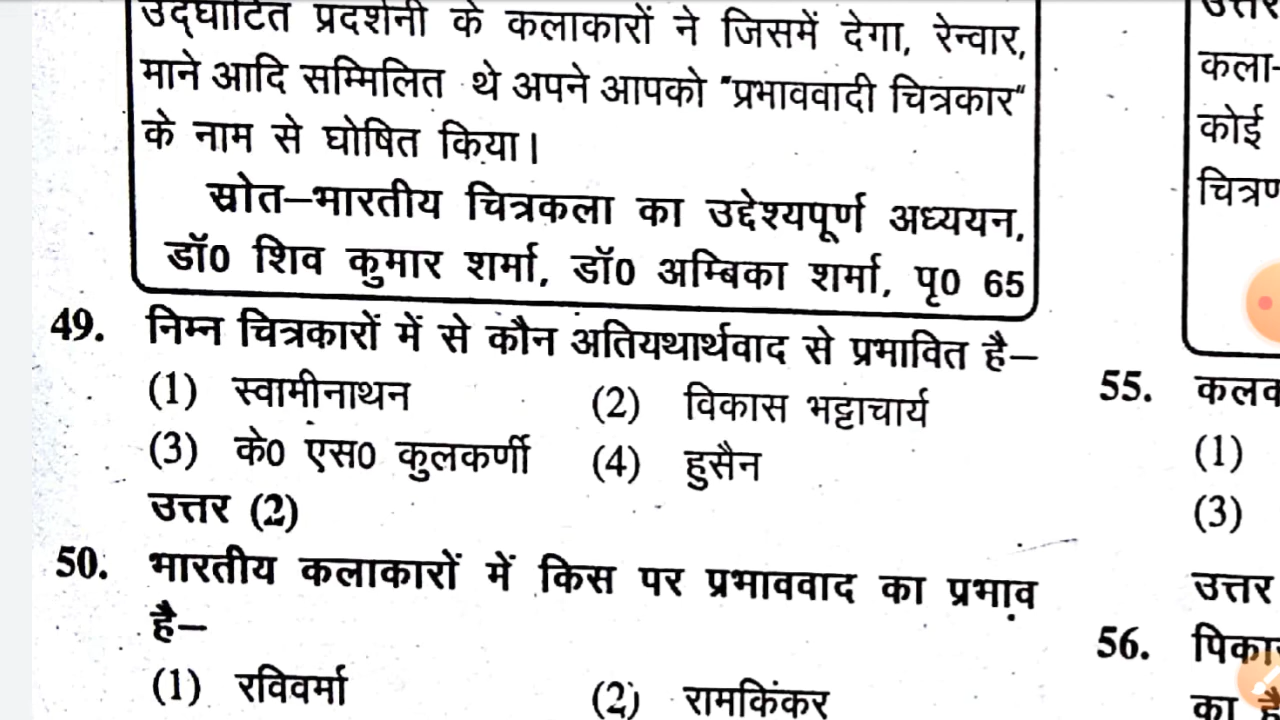 उद्घाटित प्रदर्शनी के कलाकारों ने जिसमें देगा, रेन्वार,
माने आदि सम्मिलित थे अपने आपको "प्रभाववादी चित्रकार"
के नाम से घोषित किया।
स्रोत–भारतीय चित्रकला का उद्देश्यपूर्ण अध्ययन,
डॉ0 शिव कुमार शर्मा, डॉ0 अम्बिका शर्मा, पृ0 65
49. निम्न चित्रकारों में से कौन अतियथार्थवाद से प्रभावित है–
(1) स्वामीनाथन (2) विकास भट्टाचार्य
(3) के0 एस0 कुलकर्णी (4) हुसैन
उत्तर (2)
50. भारतीय कलाकारों में किस पर प्रभाववाद का प्रभाव
है–
(1) रविवर्मा (2) रामकिंकर
उत्तर
कला-
कोई
55.
(1)
(3)
उत्तर
56.
का